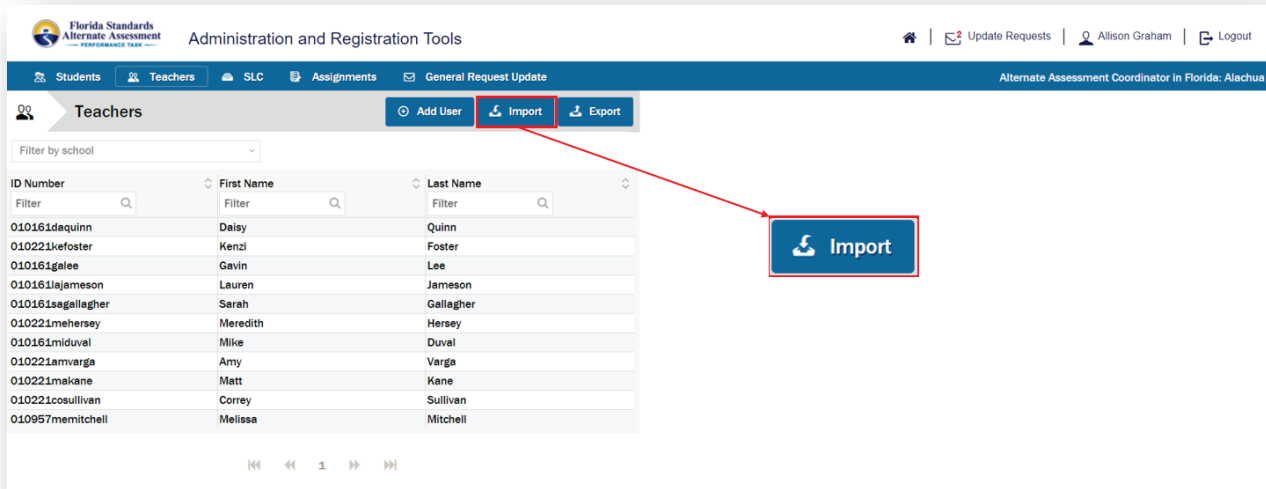 Florida Standards
Alternate Assessment
PERFORMANCE TASK
Administration and Registration Tools
2 Update Requests Allison Graham Logout
Students Teachers SLC Assignments General Request Update Alternate Assessment Coordinator in Florida: Alachua
Teachers Add User Import Export
Filter by school
ID Number First Name Last Name
Filter Filter Filter
010161daquinn Daisy Quinn
010221kefoster Kenzi Foster
010161galee Gavin Lee
010161lajameson Lauren Jameson
010161sagallagher Sarah Gallagher
010221mehersey Meredith Hersey
010161miduval Mike Duval
010221amvarga Amy Varga
010221makane Matt Kane
010221cosullivan Correy Sullivan
010957memitchell Melissa Mitchell
Import
1